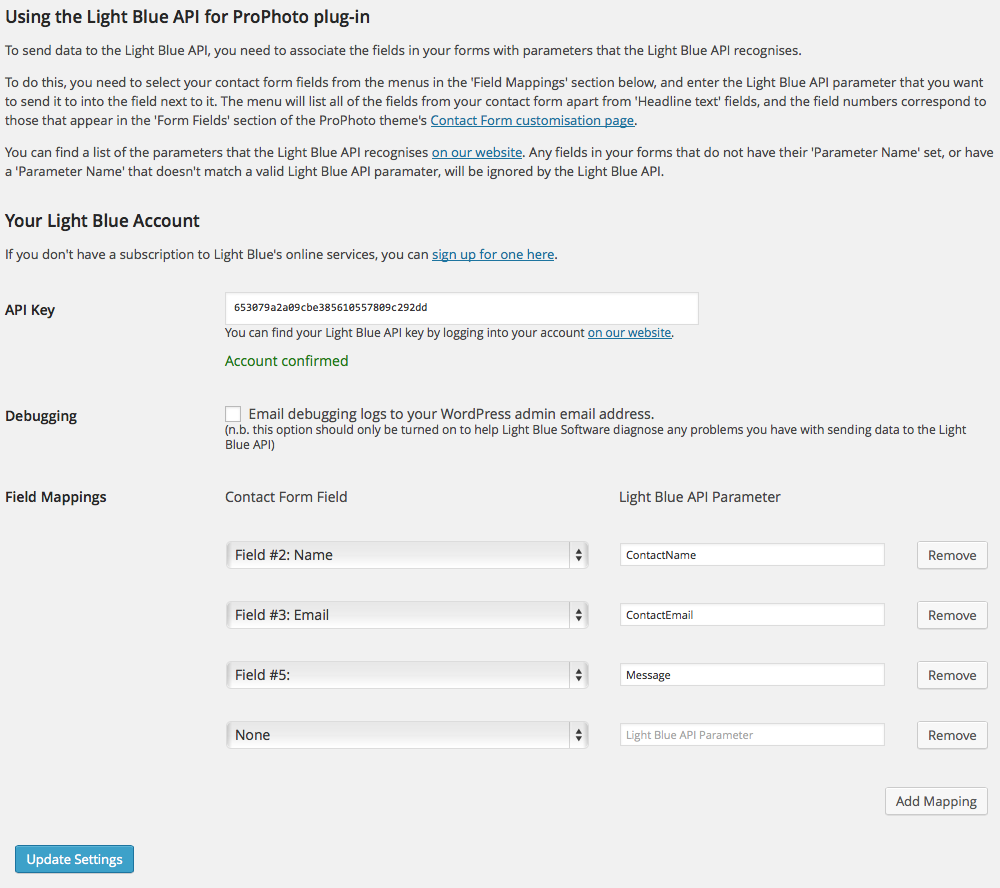 Using the Light Blue API for ProPhoto plug-in
To send data to the Light Blue API, you need to associate the fields in your forms with parameters that the Light Blue API recognises.
To do this, you need to select your contact form fields from the menus in the 'Field Mappings' section below, and enter the Light Blue API parameter that you want
to send it to into the field next to it. The menu will list all of the fields from your contact form apart from 'Headline text' fields, and the field numbers correspond to
those that appear in the 'Form Fields' section of the ProPhoto theme's Contact Form customisation page.
You can find a list of the parameters that the Light Blue API recognises on our website. Any fields in your forms that do not have their 'Parameter Name' set, or have
a 'Parameter Name' that doesn't match a valid Light Blue API paramater, will be ignored by the Light Blue API.
Your Light Blue Account
If you don't have a subscription to Light Blue's online services, you can sign up for one here.
API Key
653079a2a09cbe385610557809c292dd
You can find your Light Blue API key by logging into your account on our website.
Account confirmed
Debugging
Email debugging logs to your WordPress admin email address.
(n.b. this option should only be turned on to help Light Blue Software diagnose any problems you have with sending data to the Light
Blue API)
Field Mappings Contact Form Field Light Blue API Parameter
Field #2: Name ContactName Remove
Field #3: Email ContactEmail Remove
Field #5: Message Remove
None Light Blue API Parameter Remove
Add Mapping
Update Settings